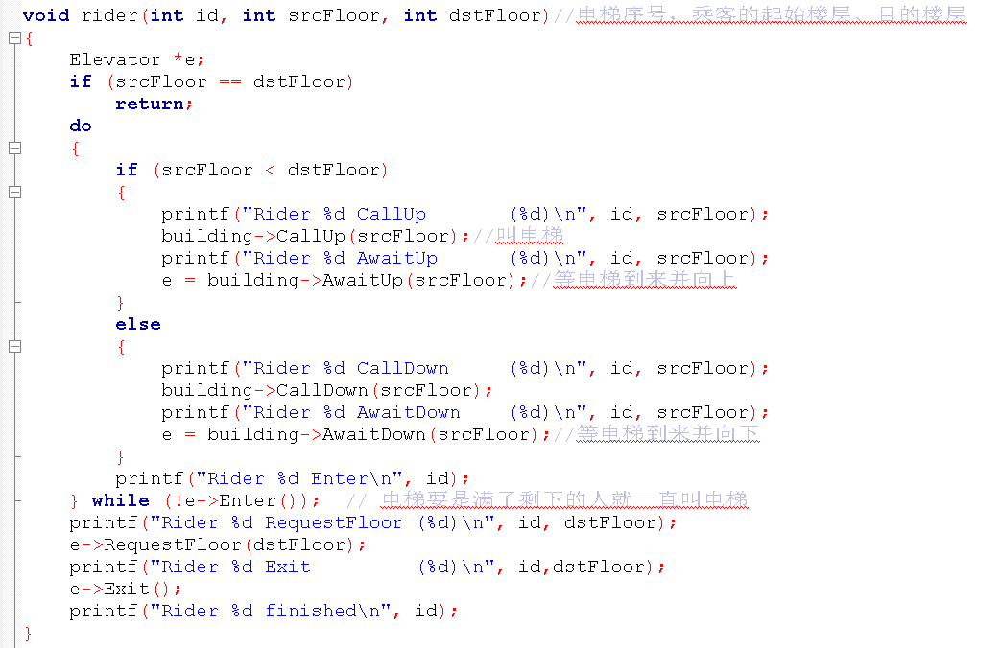 void rider(int id, int srcFloor, int dstFloor)//电梯序号，乘客的起始楼层、目的楼层
{
    Elevator *e;
    if (srcFloor == dstFloor)
        return;
    do
    {
        if (srcFloor < dstFloor)
        {
            printf("Rider %d CallUp       (%d)\n", id, srcFloor);
            building->CallUp(srcFloor);//叫电梯
            printf("Rider %d AwaitUp      (%d)\n", id, srcFloor);
            e = building->AwaitUp(srcFloor);//等电梯到来并向上
        }
        else
        {
            printf("Rider %d CallDown     (%d)\n", id, srcFloor);
            building->CallDown(srcFloor);
            printf("Rider %d AwaitDown    (%d)\n", id, srcFloor);
            e = building->AwaitDown(srcFloor);//等电梯到来并向下
        }
        printf("Rider %d Enter\n", id);
    } while (!e->Enter());  // 电梯要是满了剩下的人就一直叫电梯
    printf("Rider %d RequestFloor (%d)\n", id, dstFloor);
    e->RequestFloor(dstFloor);
    printf("Rider %d Exit         (%d)\n", id,dstFloor);
    e->Exit();
    printf("Rider %d finished\n", id);
}